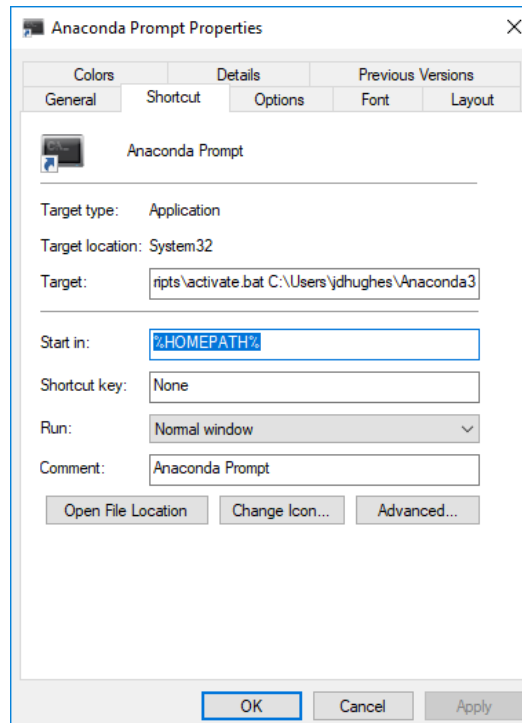 Anaconda Prompt Properties
Colors Details Previous Versions
General Shortcut Options Font Layout
Anaconda Prompt
Target type: Application
Target location: System32
Target: ripts\activate.bat C:\Users\jdhughes\Anaconda3
Start in: %HOMEPATH%
Shortcut key: None
Run: Normal window
Comment: Anaconda Prompt
Open File Location Change Icon... Advanced...
OK Cancel Apply